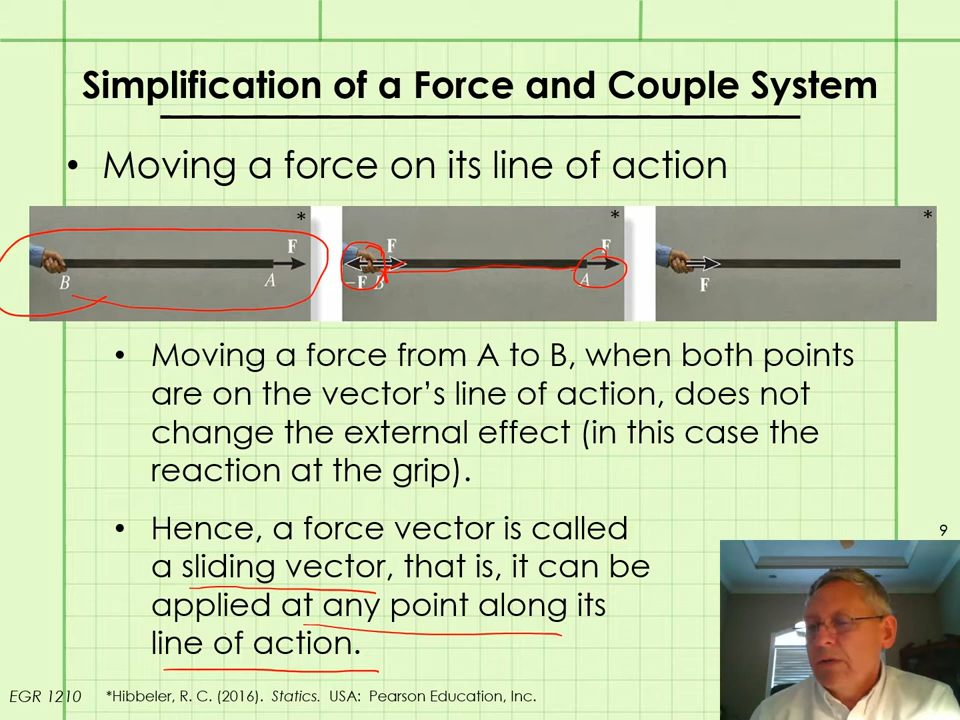 Simplification of a Force and Couple System
• Moving a force on its line of action
* * *
F F F
B A −F B A F
• Moving a force from A to B, when both points
are on the vector’s line of action, does not
change the external effect (in this case the
reaction at the grip).
• Hence, a force vector is called
a sliding vector, that is, it can be
applied at any point along its
line of action.
9
EGR 1210 *Hibbeler, R. C. (2016). Statics. USA: Pearson Education, Inc.